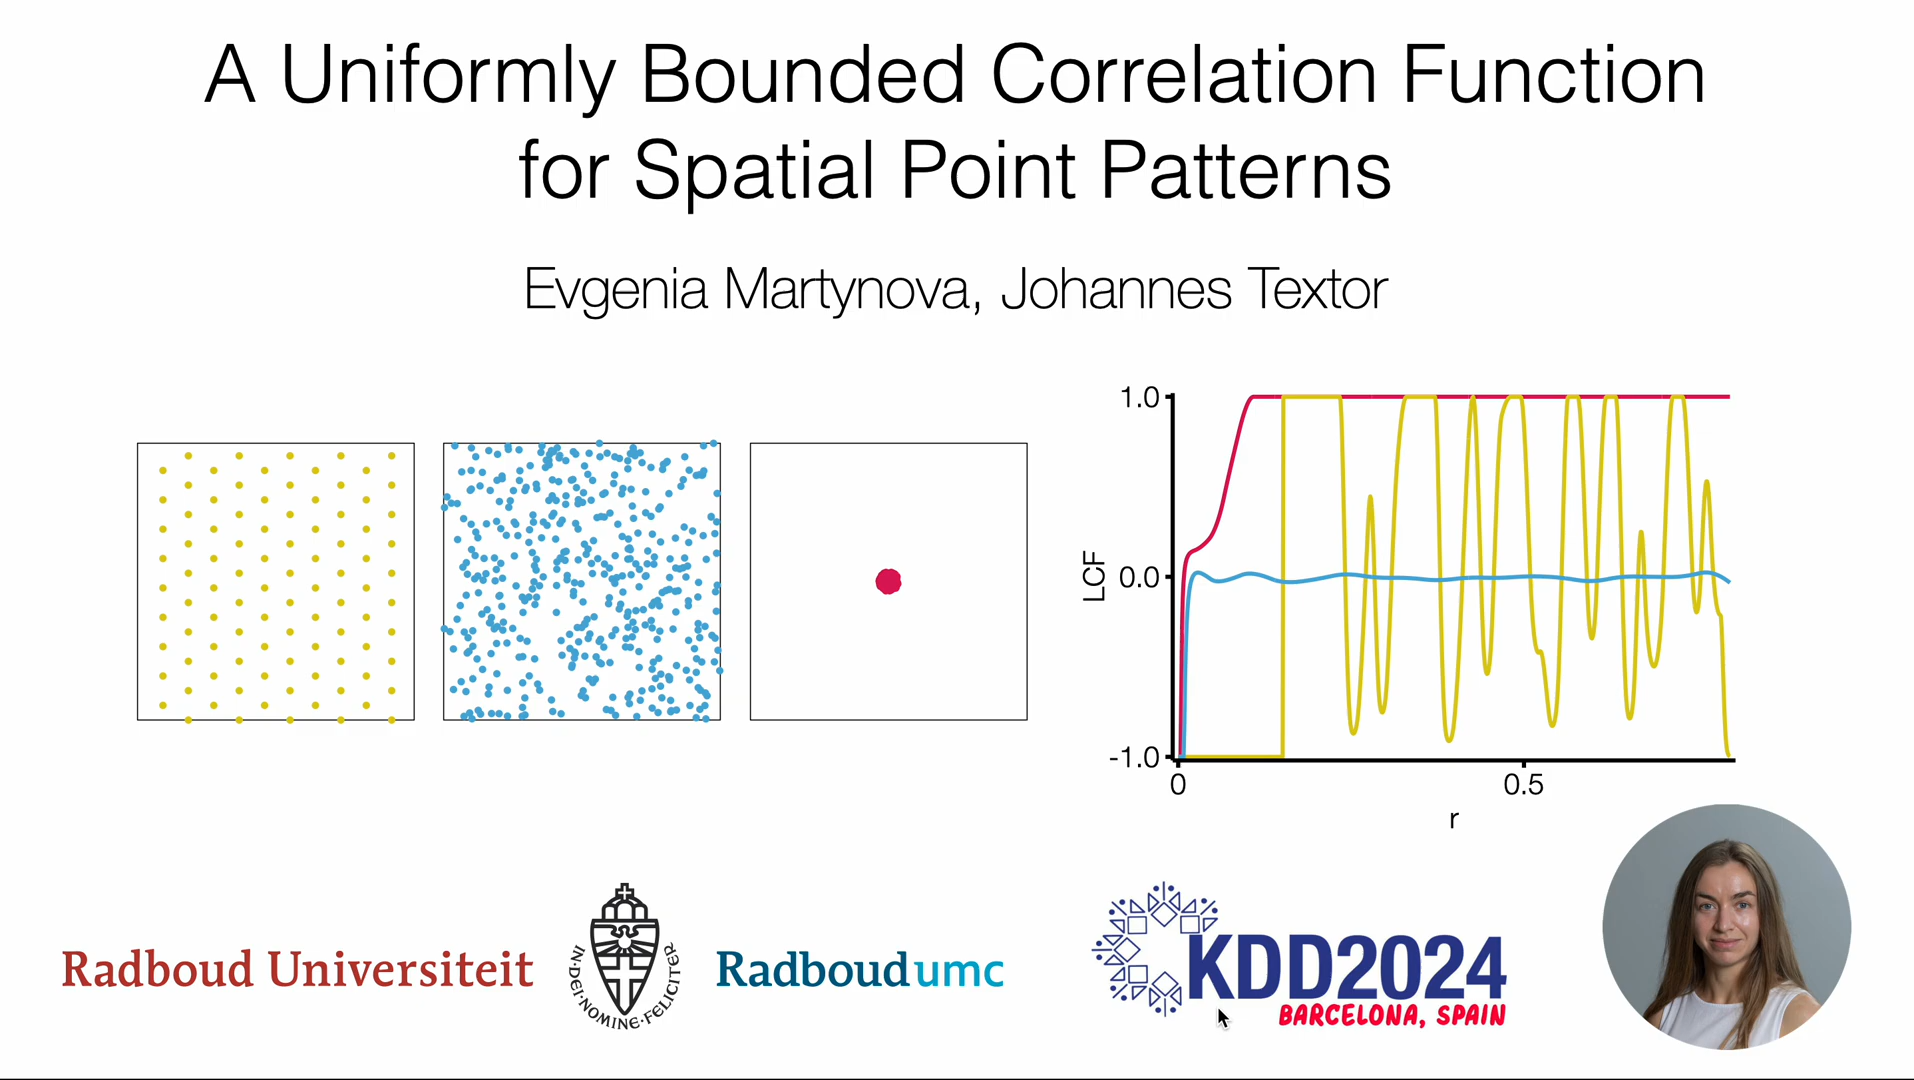 A Uniformly Bounded Correlation Function
for Spatial Point Patterns
Evgenia Martynova, Johannes Textor
1.0
0.0
-1.0
LCF
0
0.5
r
Radboud Universiteit
IN·DEI·NOMINE·FELICITER
Radboudumc
KDD2024
BARCELONA, SPAIN